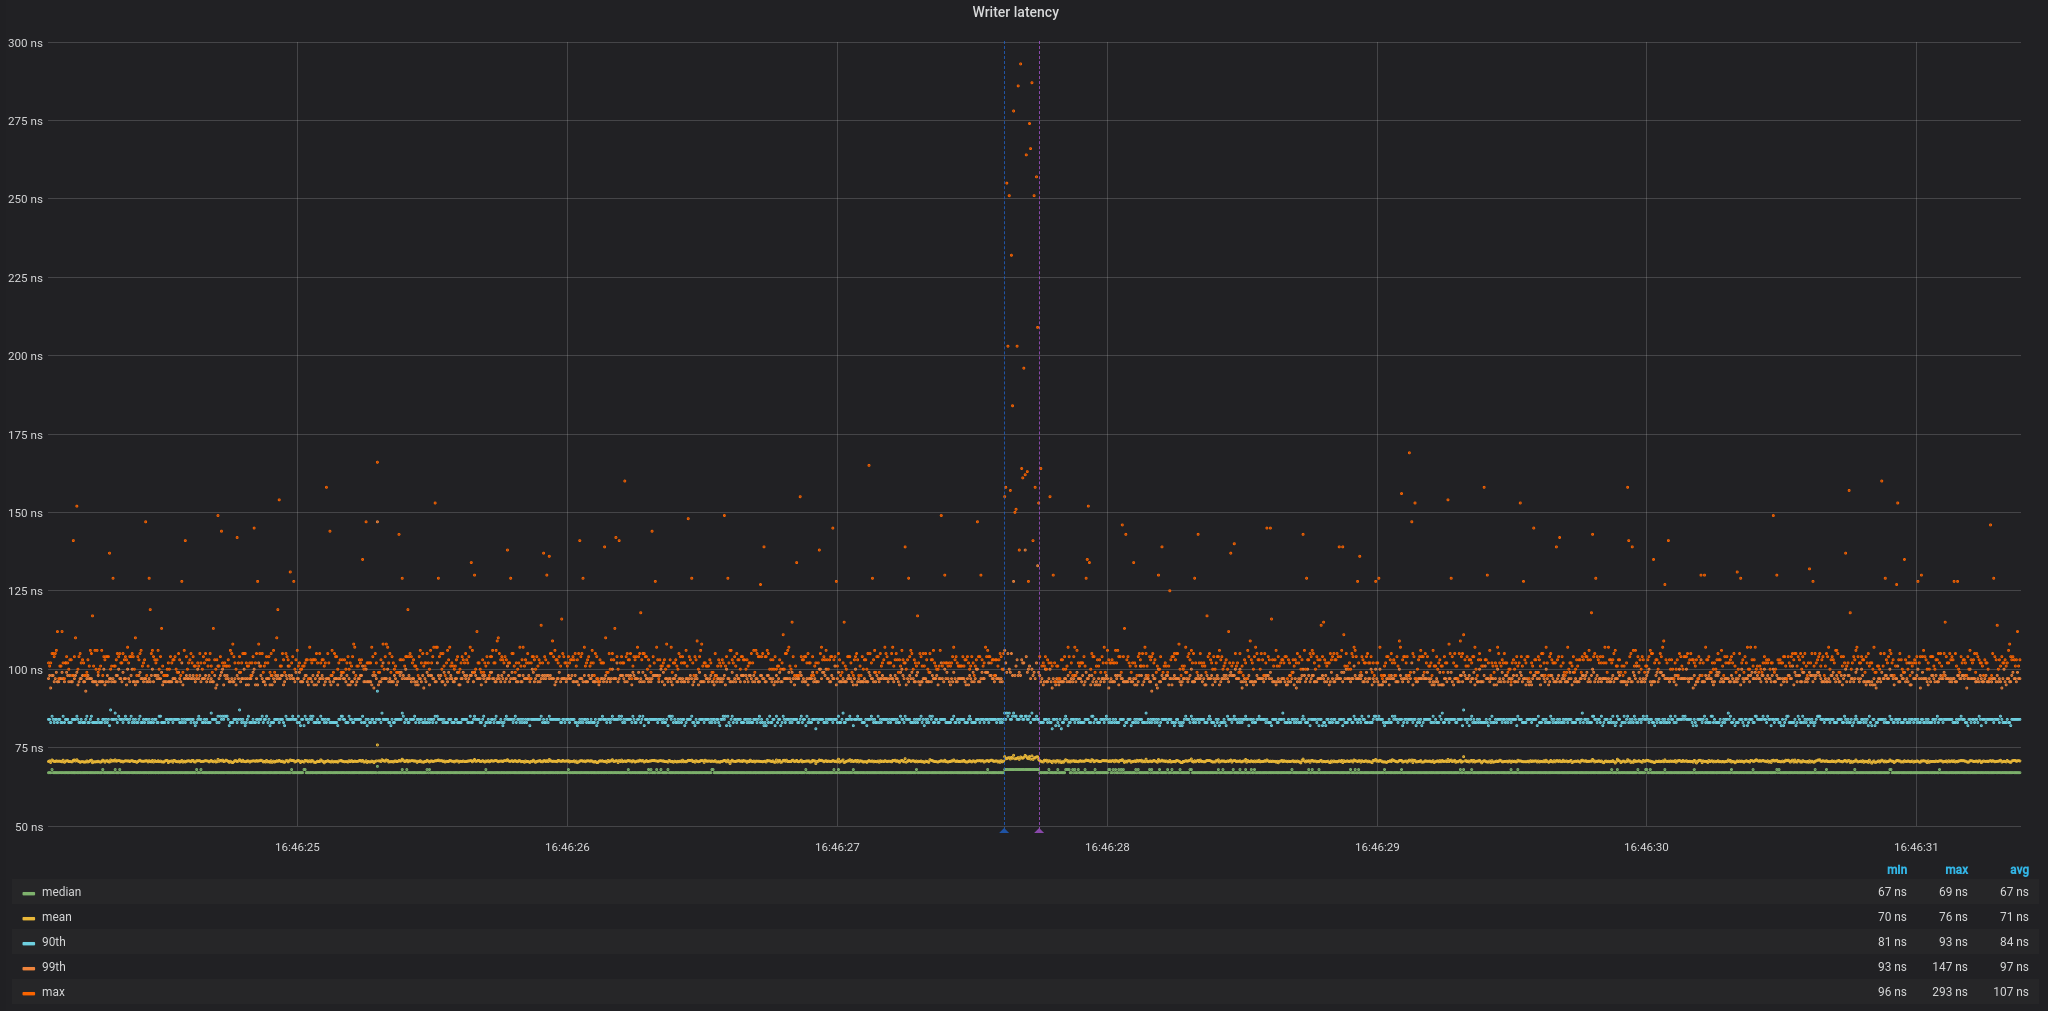 Writer latency
300 ns
275 ns
250 ns
225 ns
200 ns
175 ns
150 ns
125 ns
100 ns
75 ns
50 ns
16:46:25 16:46:26 16:46:27 16:46:28 16:46:29 16:46:30 16:46:31
min max avg
median 67 ns 69 ns 67 ns
mean 70 ns 76 ns 71 ns
90th 81 ns 93 ns 84 ns
99th 93 ns 147 ns 97 ns
max 96 ns 293 ns 107 ns